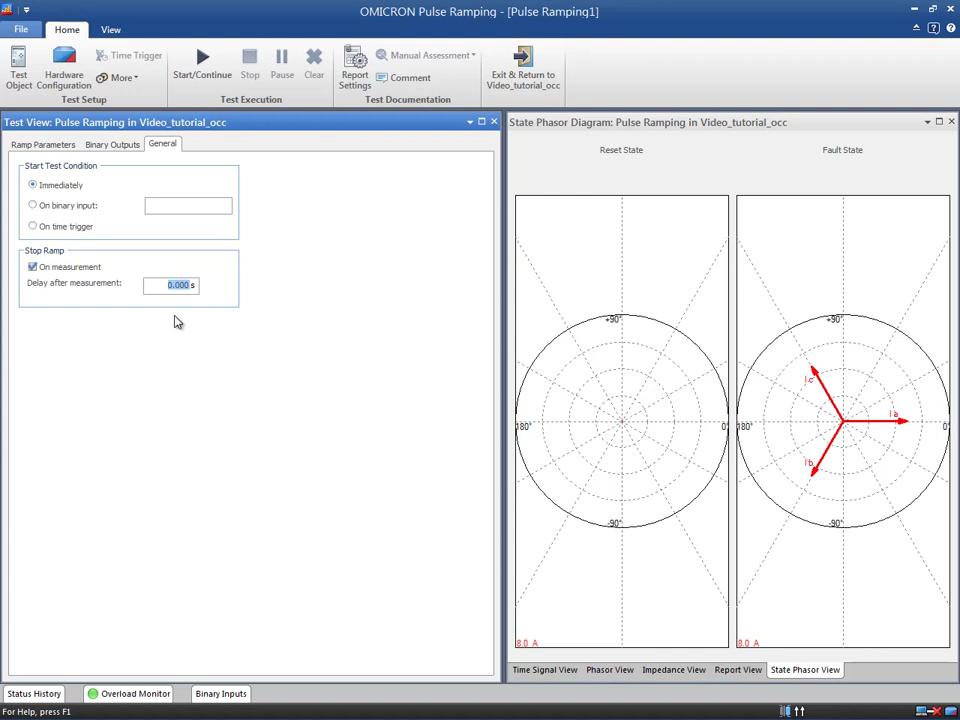 OMICRON Pulse Ramping - [Pulse Ramping1]
File Home View
Test Object
Hardware Configuration
Time Trigger
More
Test Setup
Start/Continue
Stop
Pause
Clear
Test Execution
Report Settings
Manual Assessment
Comment
Test Documentation
Exit & Return to Video_tutorial_occ
Test View: Pulse Ramping in Video_tutorial_occ
Ramp Parameters Binary Outputs General
Start Test Condition
Immediately
On binary input:
On time trigger
Stop Ramp
On measurement
Delay after measurement: 0.000 s
State Phasor Diagram: Pulse Ramping in Video_tutorial_occ
Reset State
+90°
180° 0°
-90°
8.0 A
Fault State
+90°
I c
I a
180° 0°
I b
-90°
8.0 A
Time Signal View Phasor View Impedance View Report View State Phasor View
Status History Overload Monitor Binary Inputs
For Help, press F1